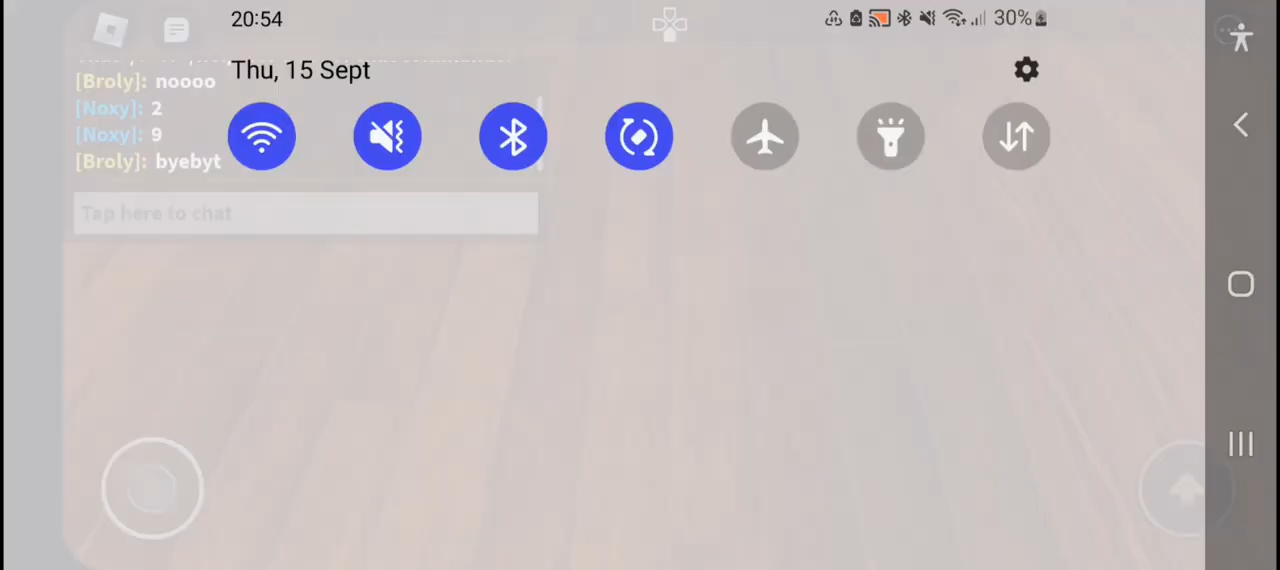 20:54
30%
Thu, 15 Sept
[Broly]: noooo
[Noxy]: 2
[Noxy]: 9
[Broly]: byebyt
Tap here to chat